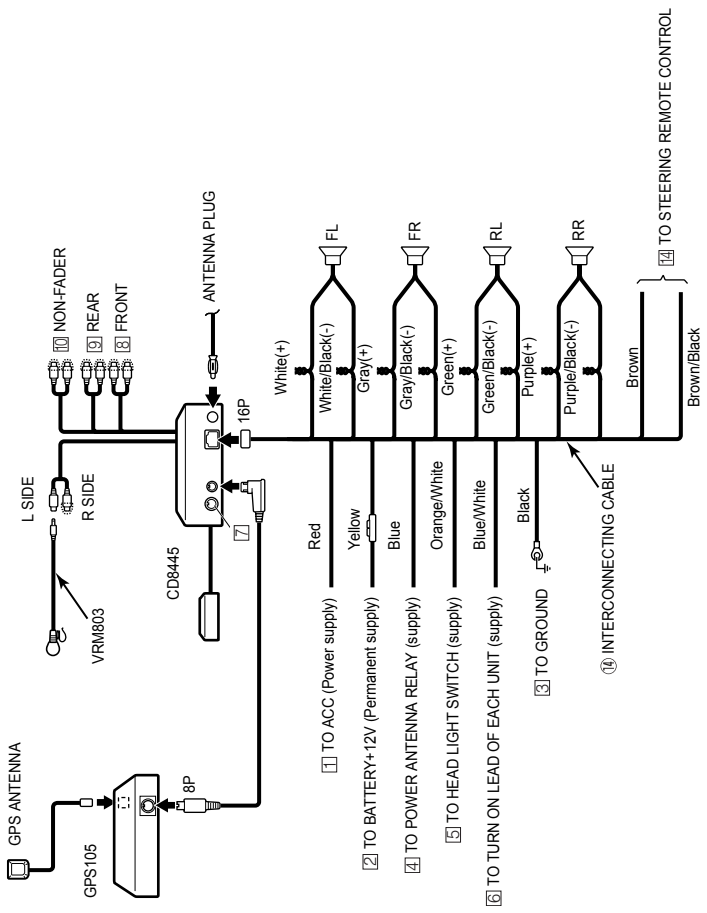 GPS ANTENNA
GPS105
8P
L SIDE
R SIDE
VRM803
CD8445
7
10 NON-FADER
9 REAR
8 FRONT
ANTENNA PLUG
16P
1 TO ACC (Power supply)
Red
2 TO BATTERY+12V (Permanent supply)
Yellow
4 TO POWER ANTENNA RELAY (supply)
Blue
5 TO HEAD LIGHT SWITCH (supply)
Orange/White
6 TO TURN ON LEAD OF EACH UNIT (supply)
Blue/White
3 TO GROUND
Black
⑭ INTERCONNECTING CABLE
White(+)
White/Black(-)
FL
Gray(+)
Gray/Black(-)
FR
Green(+)
Green/Black(-)
RL
Purple(+)
Purple/Black(-)
RR
Brown
Brown/Black
14 TO STEERING REMOTE CONTROL